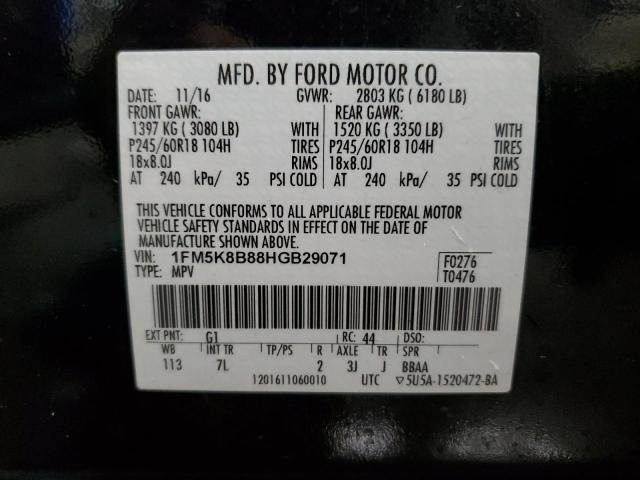 MFD. BY FORD MOTOR CO.
DATE: 11/16 GVWR: 2803 KG ( 6180 LB)
FRONT GAWR: REAR GAWR:
1397 KG ( 3080 LB) WITH 1520 KG ( 3350 LB) WITH
P245/60R18 104H TIRES P245/60R18 104H TIRES
18x8.0J RIMS 18x8.0J RIMS
AT 240 kPa/ 35 PSI COLD AT 240 kPa/ 35 PSI COLD
THIS VEHICLE CONFORMS TO ALL APPLICABLE FEDERAL MOTOR
VEHICLE SAFETY STANDARDS IN EFFECT ON THE DATE OF
MANUFACTURE SHOWN ABOVE.
VIN: 1FM5K8B88HGB29071 F0276
TYPE: MPV T0476
EXT PNT: G1 RC: 44 DSO:
WB INT TR TP/PS R AXLE TR SPR
113 7L 2 3J J BBAA
1201611060010 UTC ▽5U5A-1520472-BA